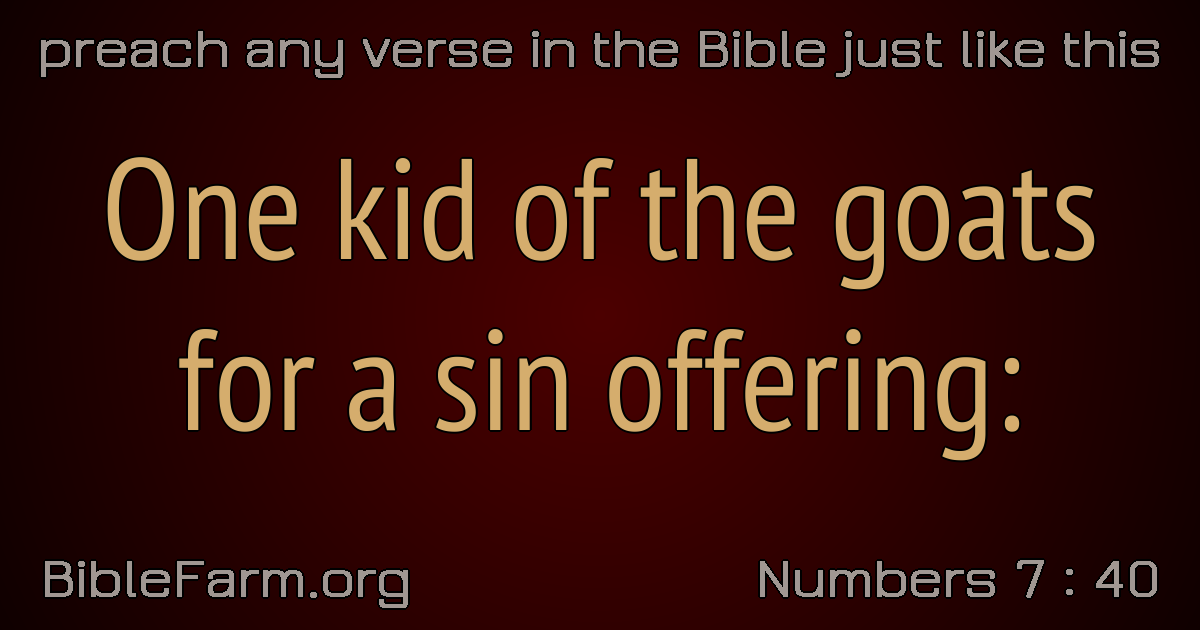 preach any verse in the Bible just like this
One kid of the goats
for a sin offering:
BibleFarm.org
Numbers 7 : 40